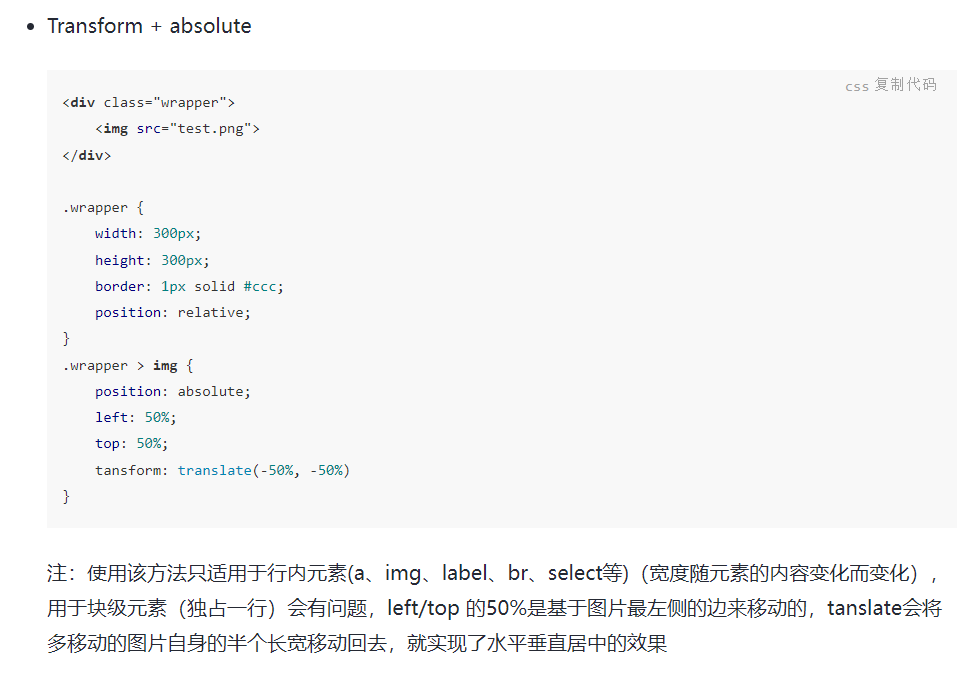 Transform + absolute
css 复制代码
<div class="wrapper">
    <img src="test.png">
</div>

.wrapper {
    width: 300px;
    height: 300px;
    border: 1px solid #ccc;
    position: relative;
}
.wrapper > img {
    position: absolute;
    left: 50%;
    top: 50%;
    tansform: translate(-50%, -50%)
}
注：使用该方法只适用于行内元素(a、img、label、br、select等)（宽度随元素的内容变化而变化），
用于块级元素（独占一行）会有问题，left/top 的50%是基于图片最左侧的边来移动的，tanslate会将
多移动的图片自身的半个长宽移动回去，就实现了水平垂直居中的效果